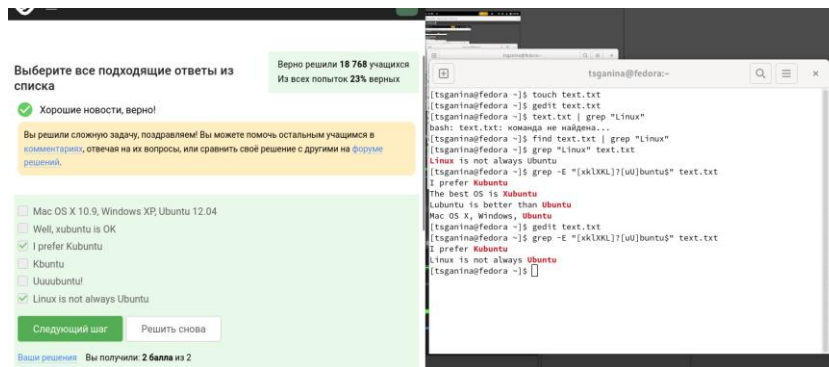 Выберите все подходящие ответы из
списка
Верно решили 18 768 учащихся
Из всех попыток 23% верных
Хорошие новости, верно!
Вы решили сложную задачу, поздравляем! Вы можете помочь остальным учащимся в
комментариях, отвечая на их вопросы, или сравнить своё решение с другими на форуме
решений.
Mac OS X 10.9, Windows XP, Ubuntu 12.04
Well, xubuntu is OK
I prefer Kubuntu
Kbuntu
Uuuubuntu!
Linux is not always Ubuntu
Следующий шаг
Решить снова
Ваши решения Вы получили: 2 балла из 2
tsganina@fedora:~
[tsganina@fedora ~]$ touch text.txt
[tsganina@fedora ~]$ gedit text.txt
[tsganina@fedora ~]$ text.txt | grep "Linux"
bash: text.txt: команда не найдена...
[tsganina@fedora ~]$ find text.txt | grep "Linux"
[tsganina@fedora ~]$ grep "Linux" text.txt
Linux is not always Ubuntu
[tsganina@fedora ~]$ grep -E "[xklXKL]?[uU]buntu$" text.txt
I prefer Kubuntu
The best OS is Xubuntu
Lubuntu is better than Ubuntu
Mac OS X, Windows, Ubuntu
[tsganina@fedora ~]$ gedit text.txt
[tsganina@fedora ~]$ grep -E "[xklXKL]?[uU]buntu$" text.txt
I prefer Kubuntu
Linux is not always Ubuntu
[tsganina@fedora ~]$